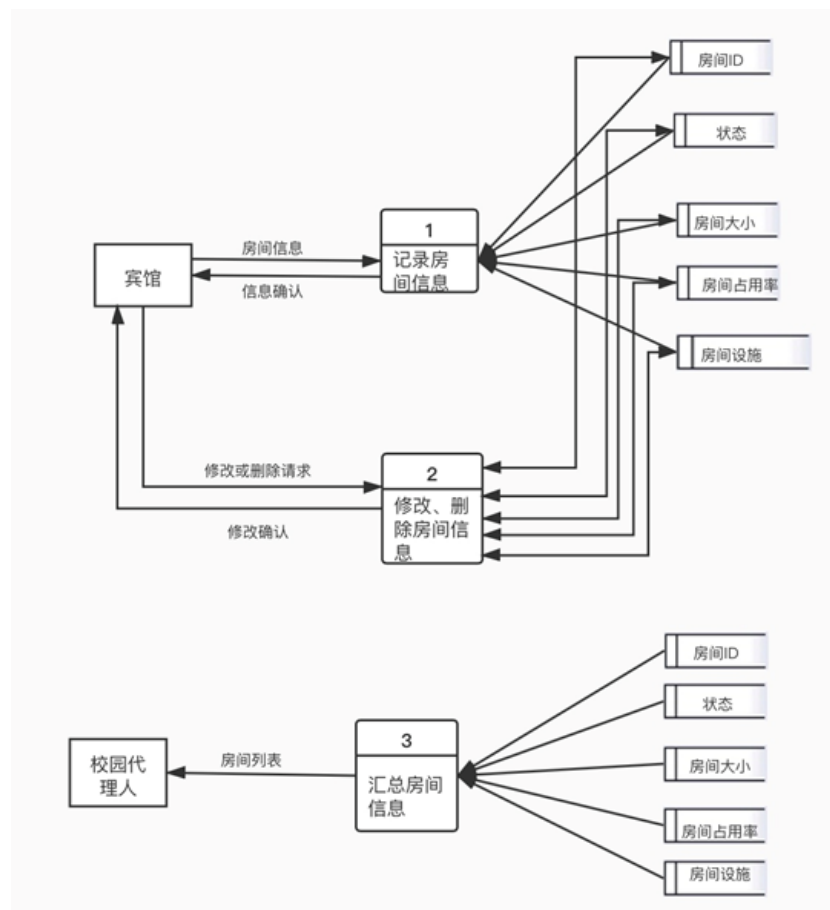 房间ID
状态
1
房间信息
房间大小
记录房
间信息
宾馆
信息确认
房间占用率
房间设施
2
修改或删除请求
修改、删
除房间信
息
修改确认
房间ID
状态
3
房间列表
校园代
理人
房间大小
汇总房间
信息
房间占用率
房间设施